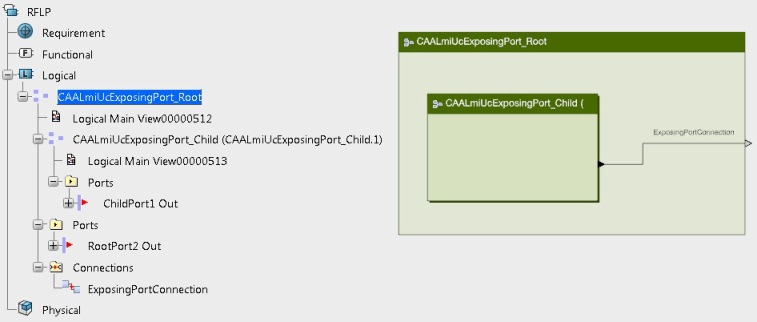 RFLP
Requirement
Functional
Logical
CAALmiUcExposingPort_Root
Logical Main View00000512
CAALmiUcExposingPort_Child (CAALmiUcExposingPort_Child.1)
Logical Main View00000513
Ports
ChildPort1 Out
Ports
RootPort2 Out
Connections
ExposingPortConnection
Physical
CAALmiUcExposingPort_Root
CAALmiUcExposingPort_Child (
ExposingPortConnection